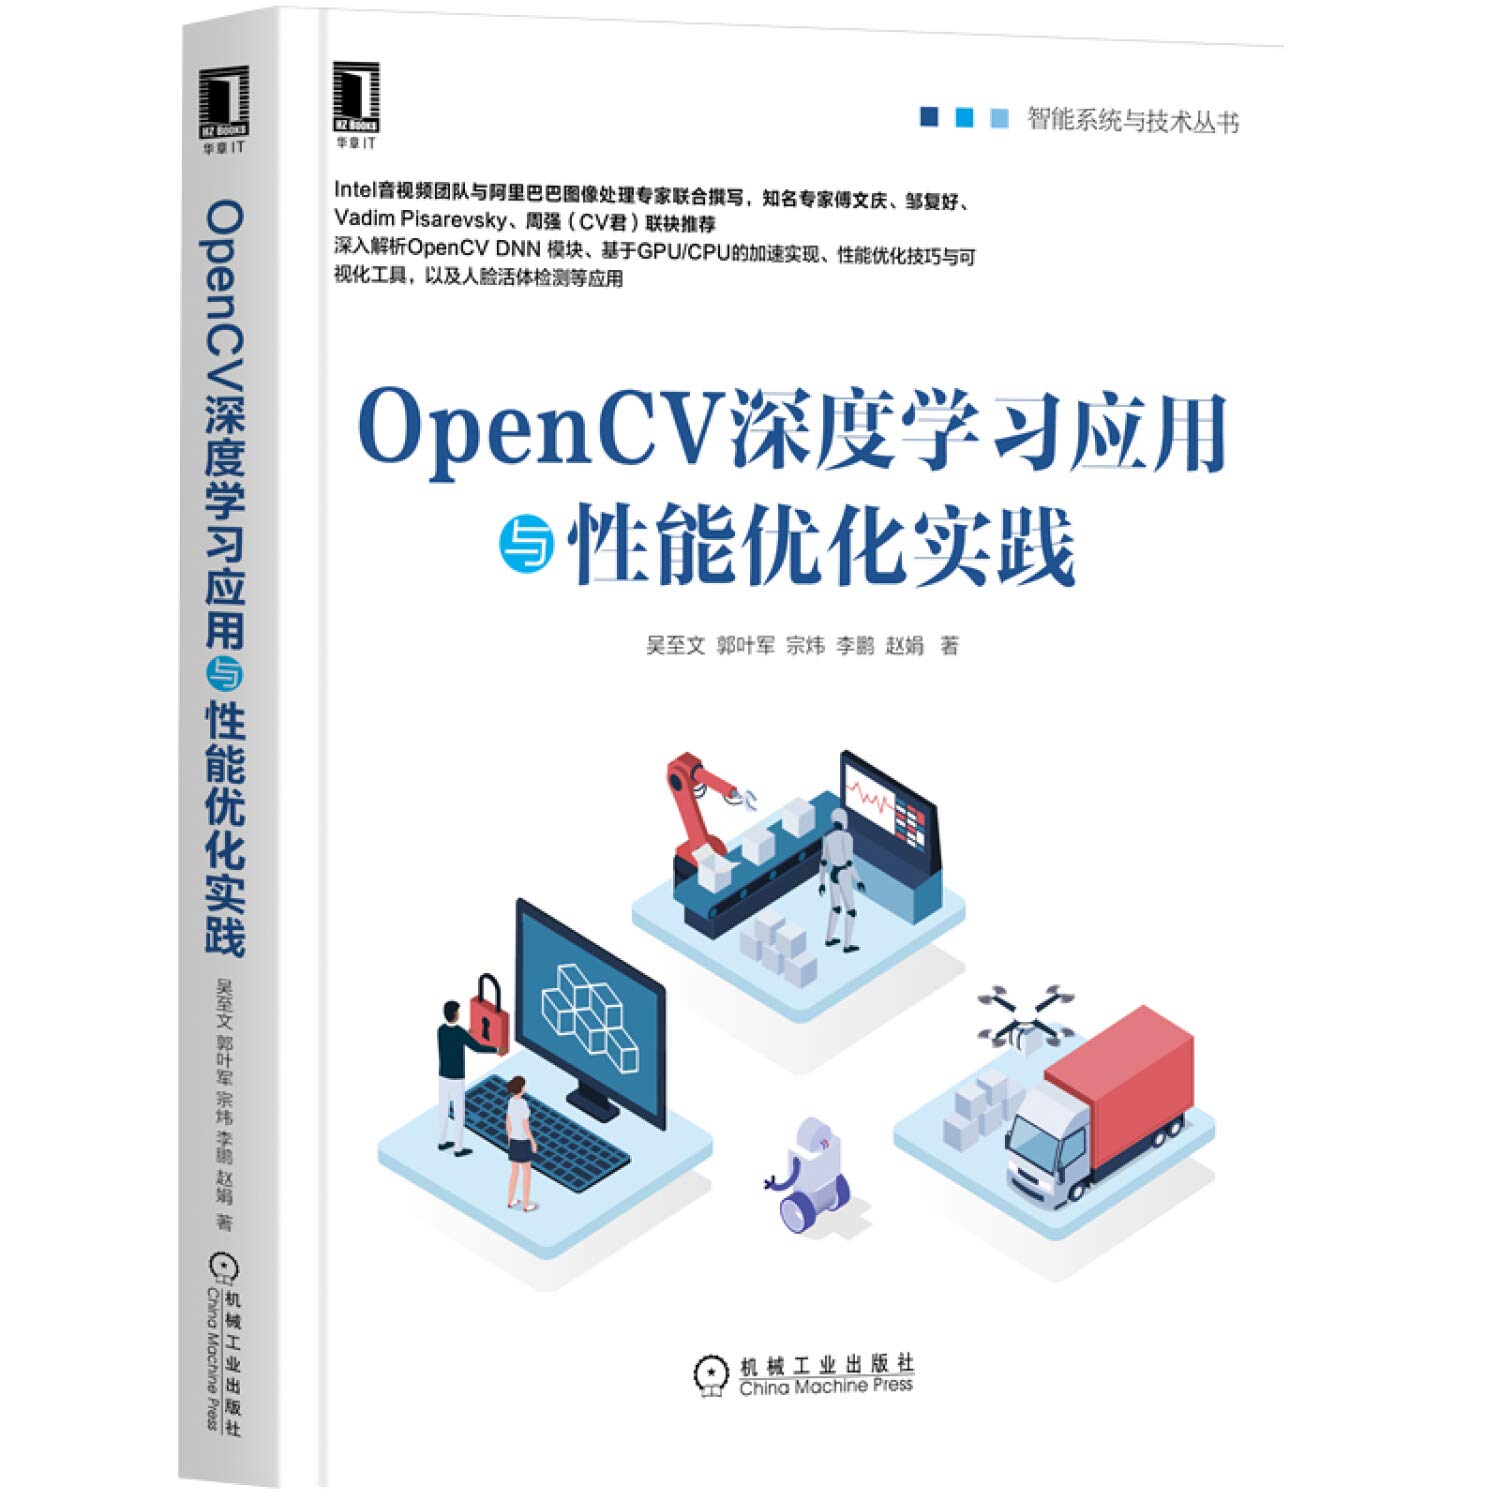 HZ BOOKS
华章IT
OpenCV深度学习应用与性能优化实践
吴至文 郭叶军 宗炜 李鹏 赵娟 著
机械工业出版社
China Machine Press
HZ BOOKS
华章IT
智能系统与技术丛书
Intel音视频团队与阿里巴巴图像处理专家联合撰写，知名专家傅文庆、邹复好、
Vadim Pisarevsky、周强（CV君）联袂推荐
深入解析OpenCV DNN 模块、基于GPU/CPU的加速实现、性能优化技巧与可
视化工具，以及人脸活体检测等应用
OpenCV深度学习应用
与性能优化实践
吴至文 郭叶军 宗炜 李鹏 赵娟 著
机械工业出版社
China Machine Press